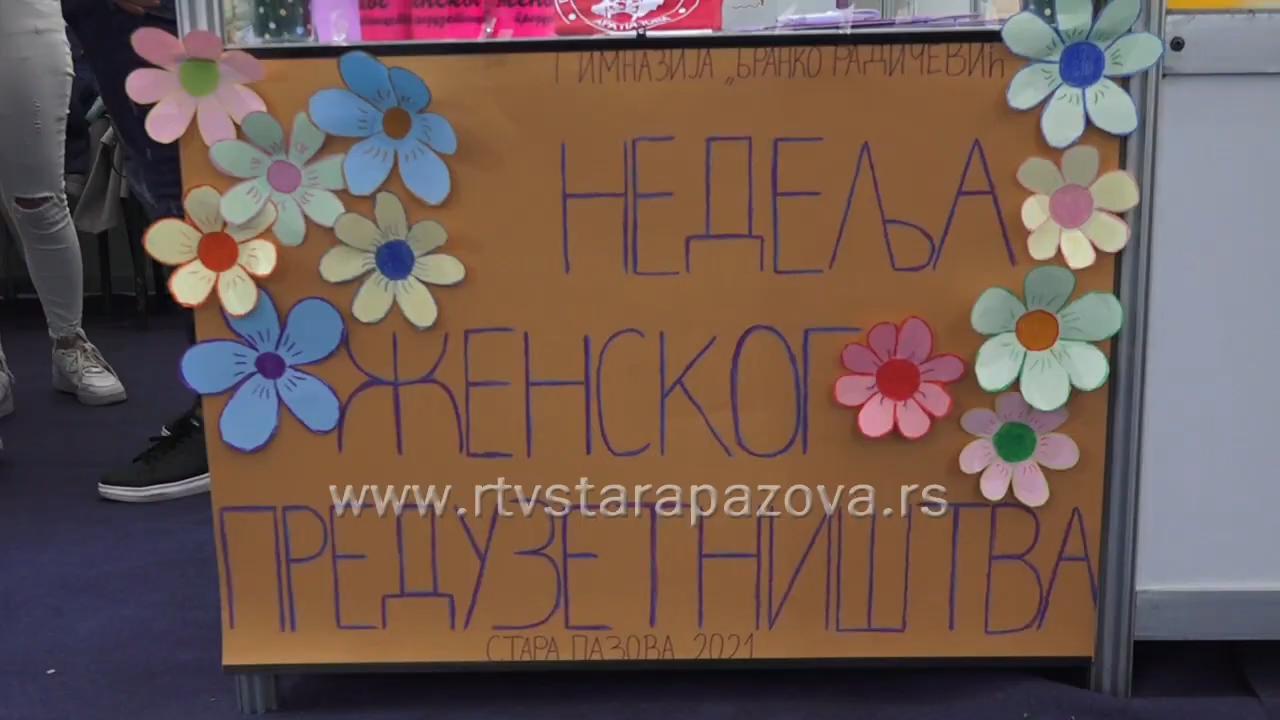 ГИМНАЗИЈА „БРАНКО РАДИЧЕВИЋ
НЕДЕЉА
ЖЕНСКОГ
www.rtvstarapazova.rs
ПРЕДУЗЕТНИШТВА
СТАРА ПАЗОВА 2021